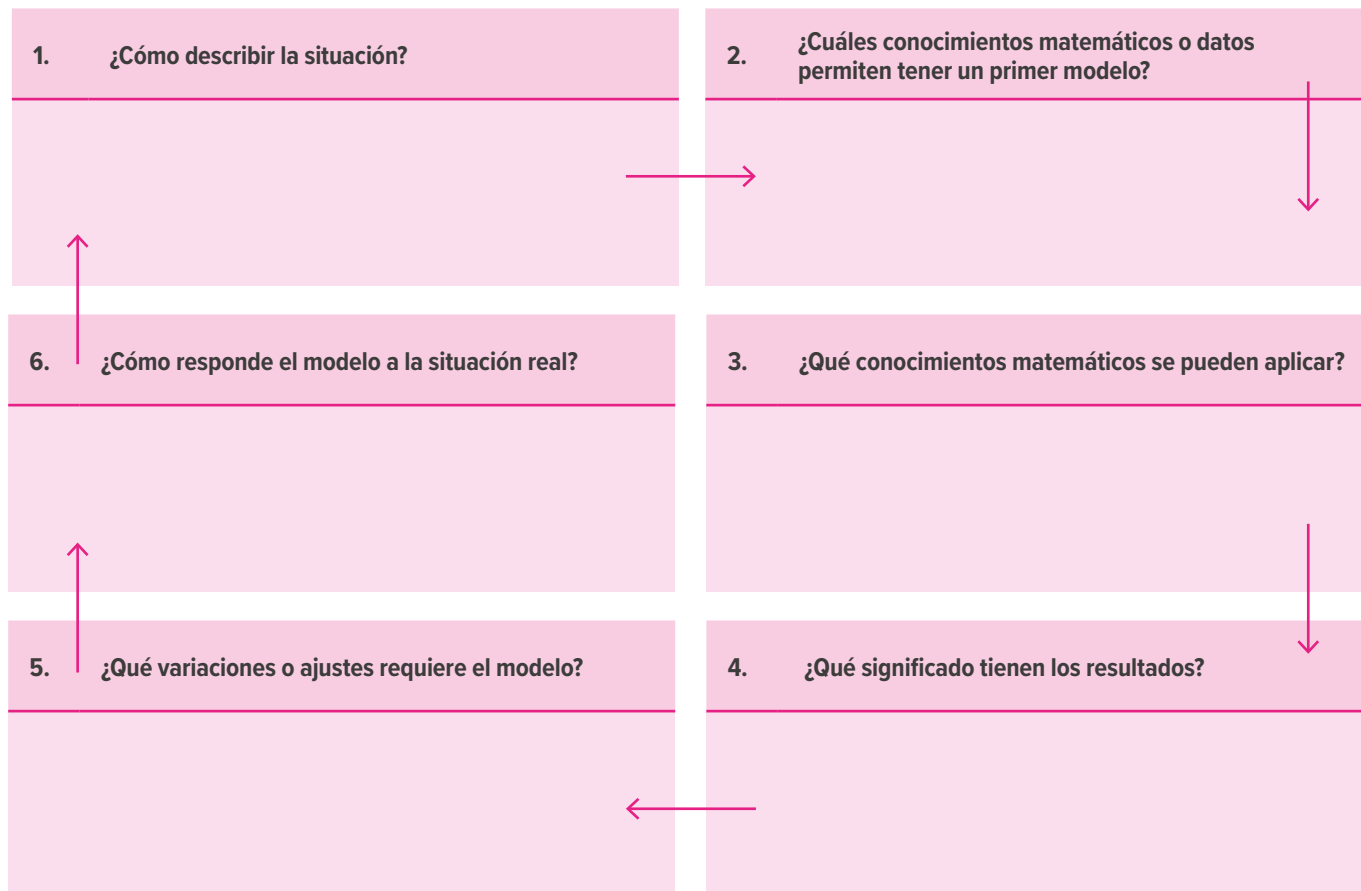 1. ¿Cómo describir la situación?
2. ¿Cuáles conocimientos matemáticos o datos
permiten tener un primer modelo?
6. ¿Cómo responde el modelo a la situación real?
3. ¿Qué conocimientos matemáticos se pueden aplicar?
5. ¿Qué variaciones o ajustes requiere el modelo?
4. ¿Qué significado tienen los resultados?